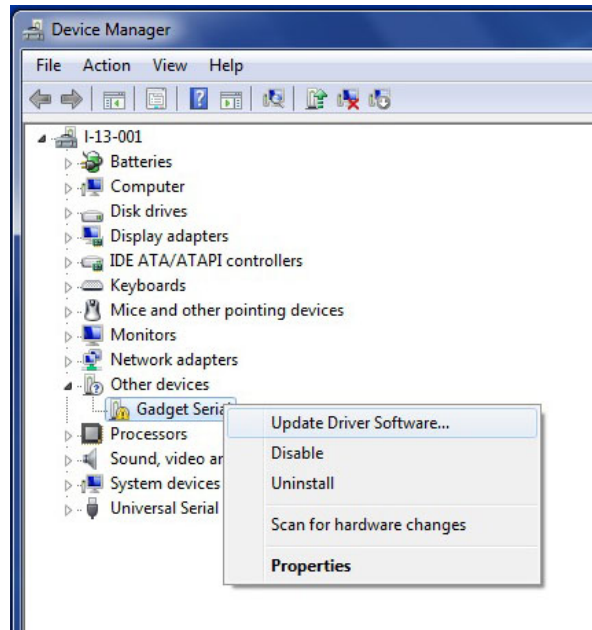 Device Manager
File Action View Help
I-13-001
Batteries
Computer
Disk drives
Display adapters
IDE ATA/ATAPI controllers
Keyboards
Mice and other pointing devices
Monitors
Network adapters
Other devices
Gadget Seria
Update Driver Software...
Disable
Uninstall
Scan for hardware changes
Properties
Processors
Sound, video ar
System devices
Universal Serial